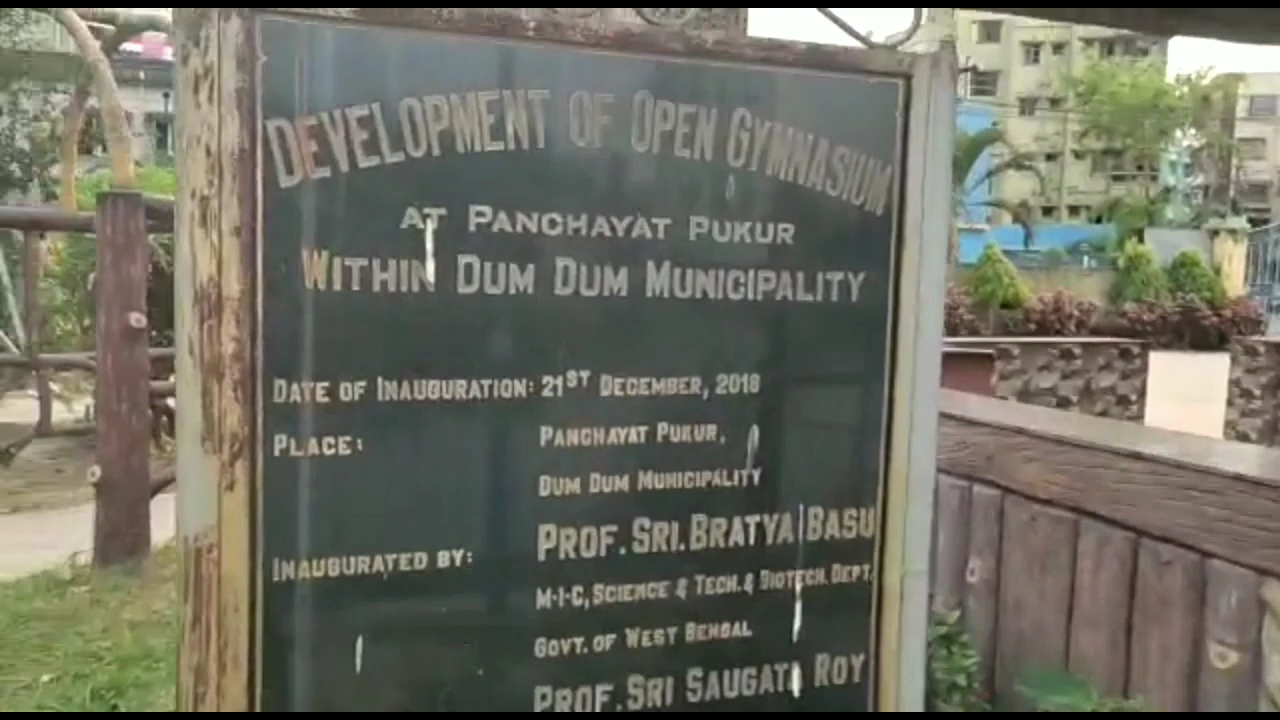 DEVELOPMENT OF OPEN GYMNASIUM
AT PANCHAYAT PUKUR
WITHIN DUM DUM MUNICIPALITY
DATE OF INAUGURATION: 21ST DECEMBER, 2018
PLACE: PANCHAYAT PUKUR,
DUM DUM MUNICIPALITY
INAUGURATED BY: PROF. SRI. BRATYA BASU
M-I-C, SCIENCE & TECH. & BIOTECH. DEPT.
GOVT. OF WEST BENGAL
PROF. SRI SAUGATA ROY